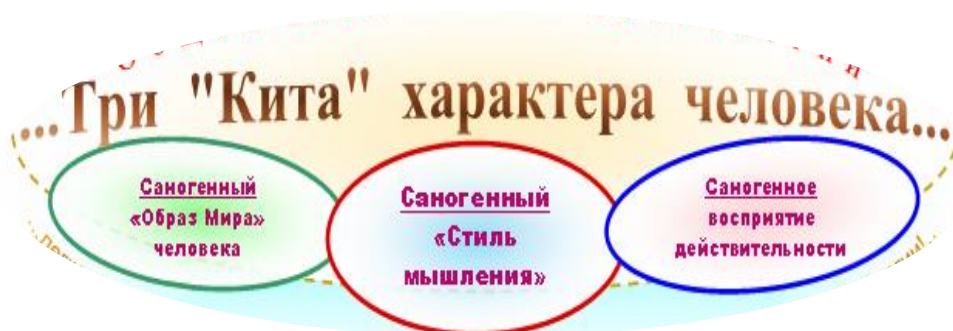 ...Три "Кита" характера человека...
Саногенный
«Образ Мира»
человека
Саногенный
«Стиль
мышления»
Саногенное
восприятие
действительности